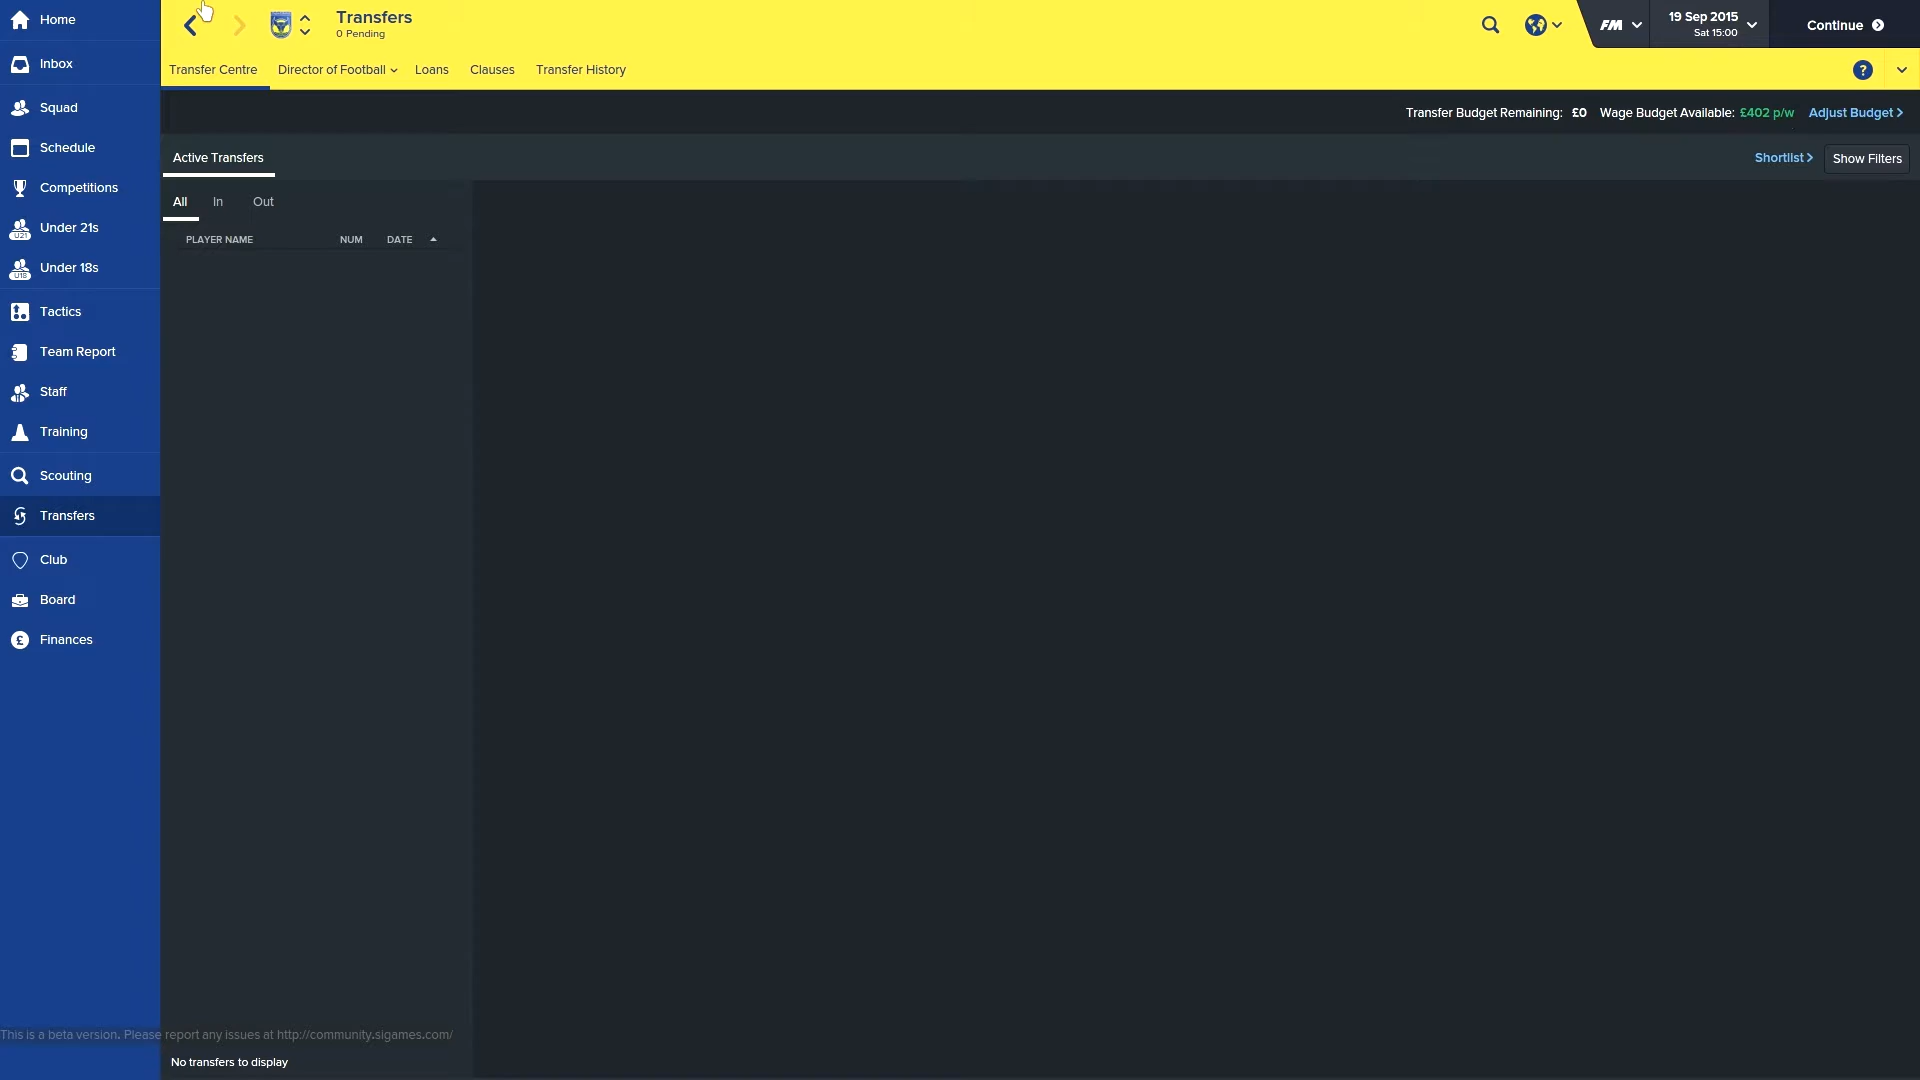 Home
Inbox
Squad
Schedule
Competitions
Under 21s
U21
Under 18s
U18
Tactics
Team Report
Staff
Training
Scouting
Transfers
Club
Board
Finances
Transfers
0 Pending
FM
19 Sep 2015
Sat 15:00
Continue
Transfer Centre
Director of Football
Loans
Clauses
Transfer History
?
Transfer Budget Remaining: £0 Wage Budget Available: £402 p/w Adjust Budget >
Active Transfers
Shortlist >
Show Filters
All In Out
PLAYER NAME NUM DATE
This is a beta version. Please report any issues at http://community.sigames.com/
No transfers to display